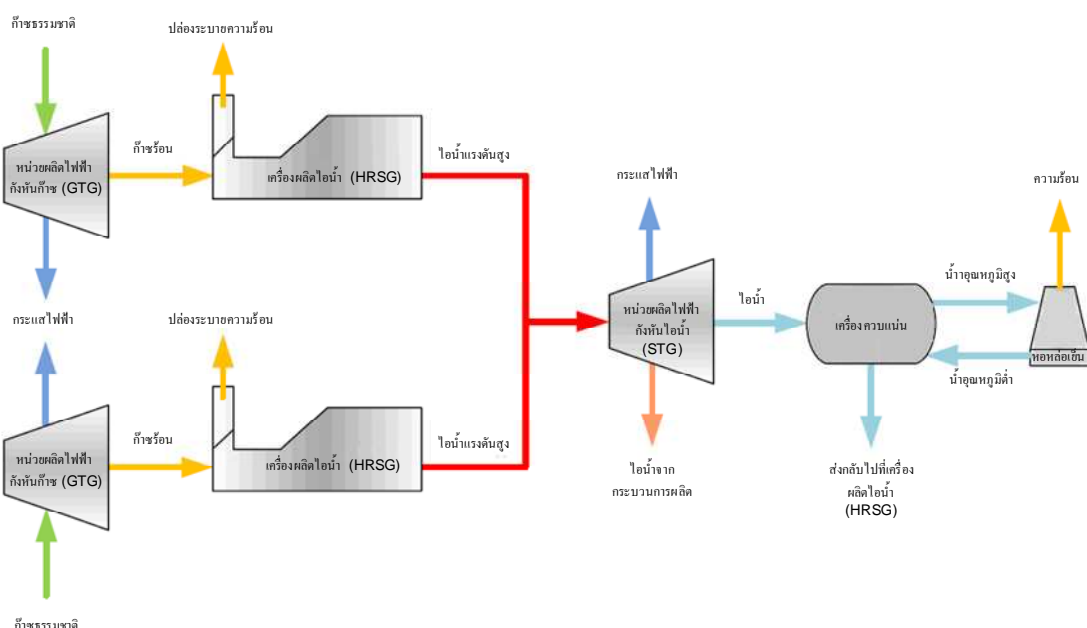 ก๊าซธรรมชาติ
ปล่องระบายความร้อน
หน่วยผลิตไฟฟ้า
กังหันก๊าซ (GTG)
ก๊าซร้อน
เครื่องผลิตไอน้ำ (HRSG)
ไอน้ำแรงดันสูง
กระแสไฟฟ้า
ความร้อน
กระแสไฟฟ้า
ปล่องระบายความร้อน
หน่วยผลิตไฟฟ้า
กังหันไอน้ำ
(STG)
ไอน้ำ
เครื่องควบแน่น
น้ำาอุณหภูมิสูง
หอหล่อเย็น
น้ำอุณหภูมิต่ำ
หน่วยผลิตไฟฟ้า
กังหันก๊าซ (GTG)
ก๊าซร้อน
เครื่องผลิตไอน้ำ (HRSG)
ไอน้ำแรงดันสูง
ไอน้ำจาก
กระบวนการผลิต
ส่งกลับไปที่เครื่อง
ผลิตไอน้ำ
(HRSG)
ก๊าซธรรมชาติ